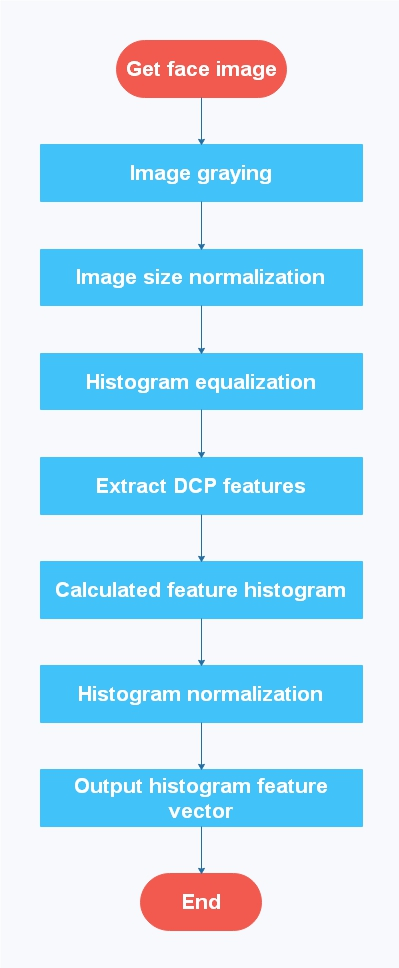 Get face image
Image graying
Image size normalization
Histogram equalization
Extract DCP features
Calculated feature histogram
Histogram normalization
Output histogram feature
vector
End